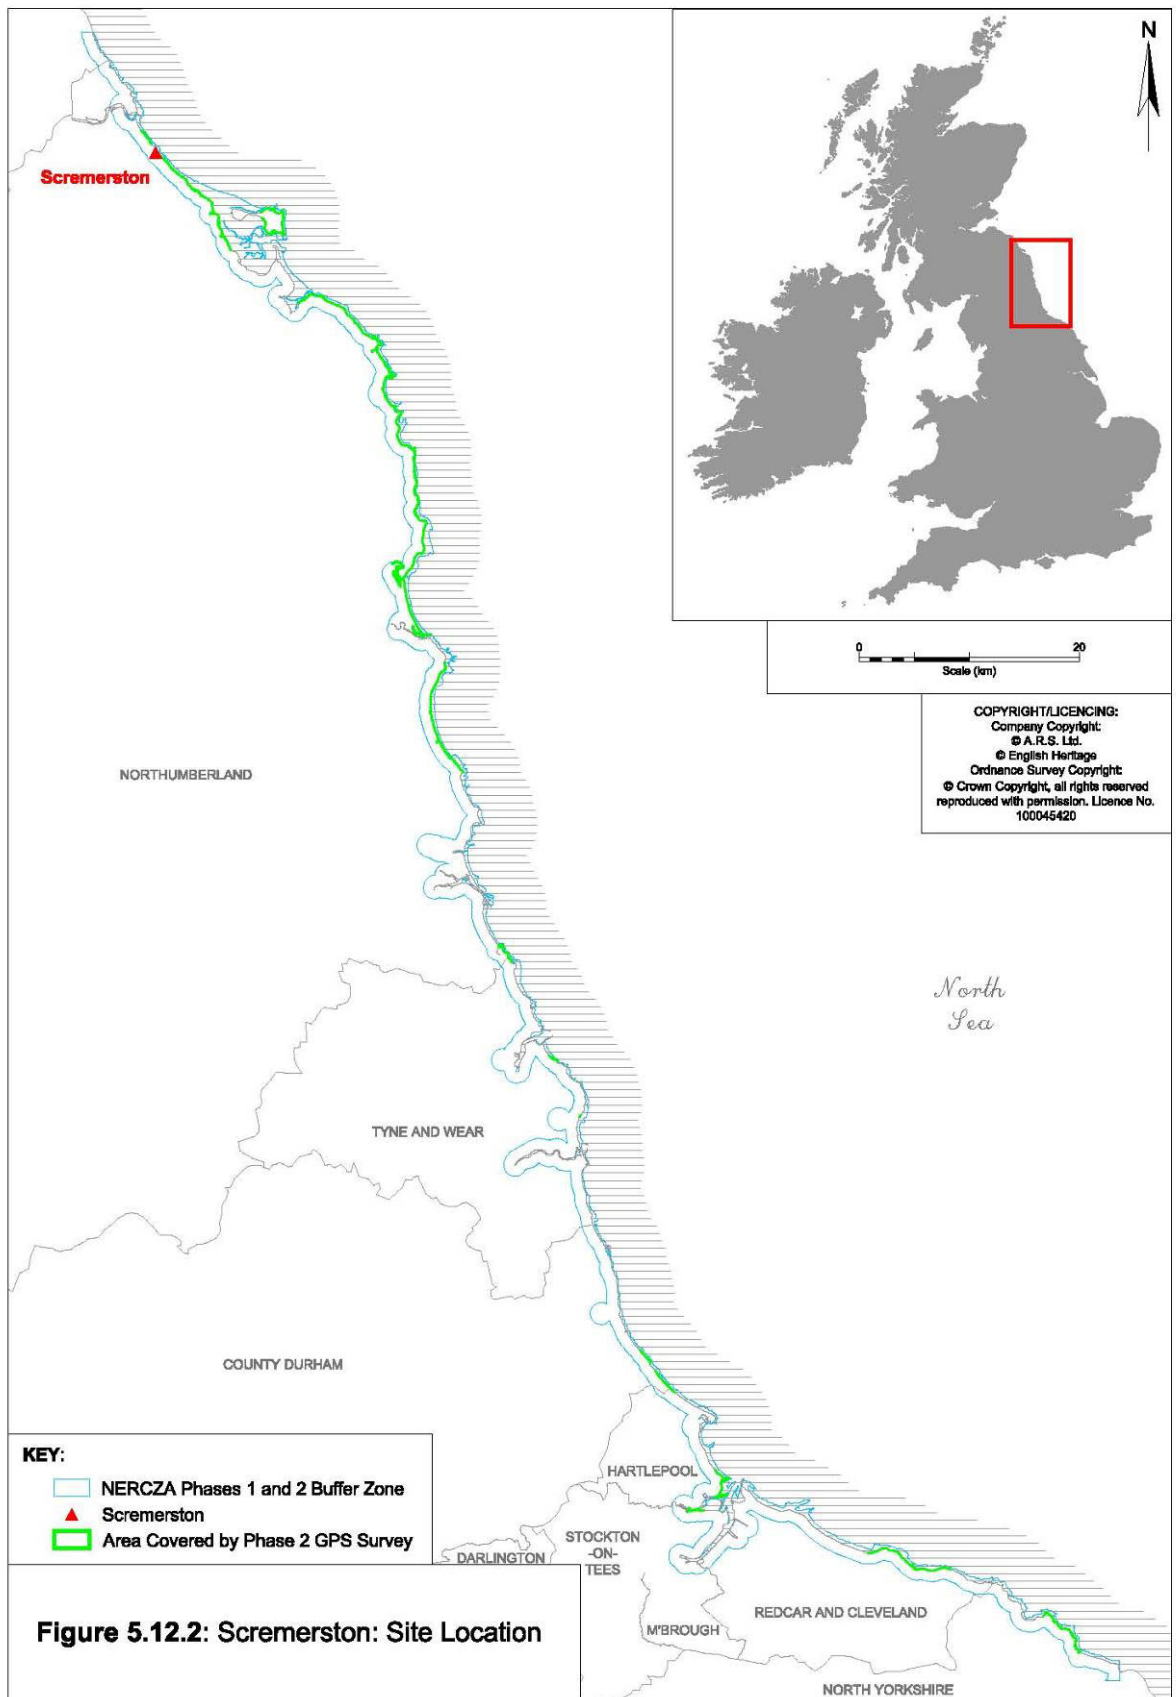 N
Scremerston
0 20
Scale (km)
COPYRIGHT/LICENCING:
Company Copyright:
© A.R.S. Ltd.
© English Heritage
Ordnance Survey Copyright:
© Crown Copyright, all rights reserved
reproduced with permission. Licence No.
100045420
NORTHUMBERLAND
North
Sea
TYNE AND WEAR
COUNTY DURHAM
HARTLEPOOL
STOCKTON
-ON-
TEES
DARLINGTON
REDCAR AND CLEVELAND
M'BROUGH
NORTH YORKSHIRE
KEY:
NERCZA Phases 1 and 2 Buffer Zone
Scremerston
Area Covered by Phase 2 GPS Survey
Figure 5.12.2: Scremerston: Site Location